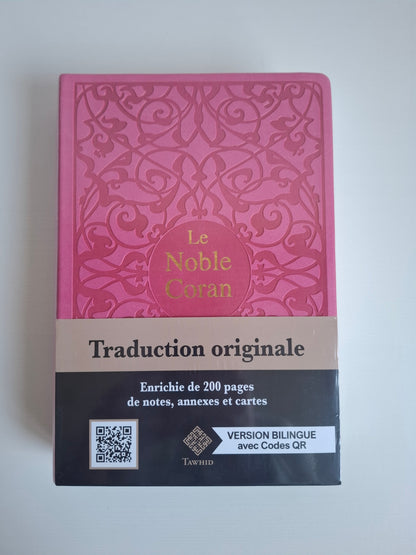 Le
Noble
Coran
Traduction originale
Enrichie de 200 pages
de notes, annexes et cartes
TAWHID
VERSION BILINGUE
avec Codes QR